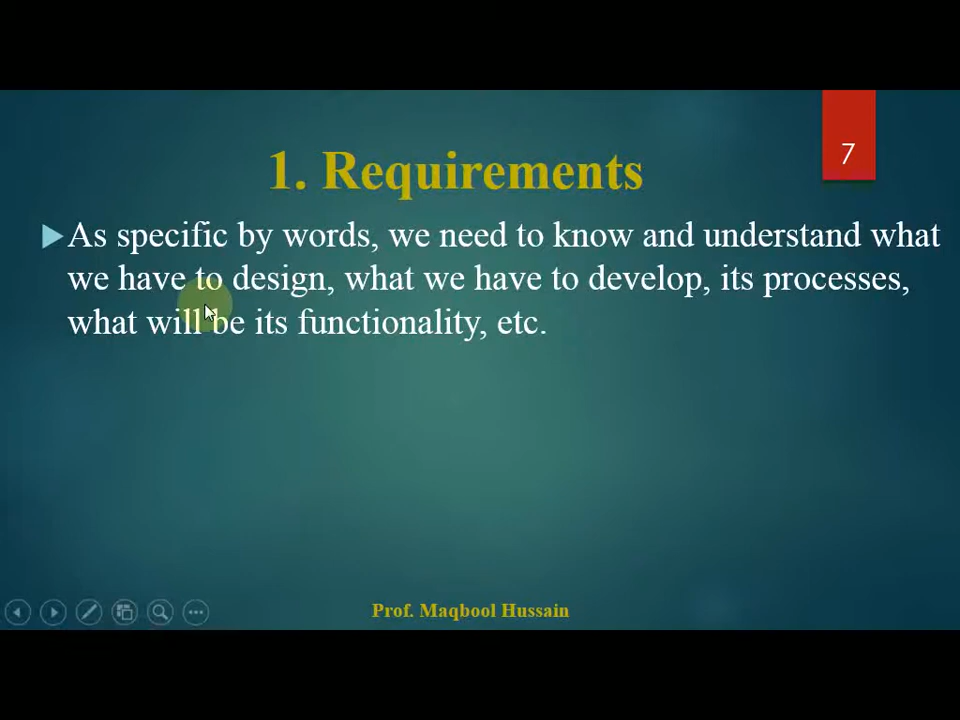 7
1. Requirements
As specific by words, we need to know and understand what
we have to design, what we have to develop, its processes,
what will be its functionality, etc.
Prof. Maqbool Hussain